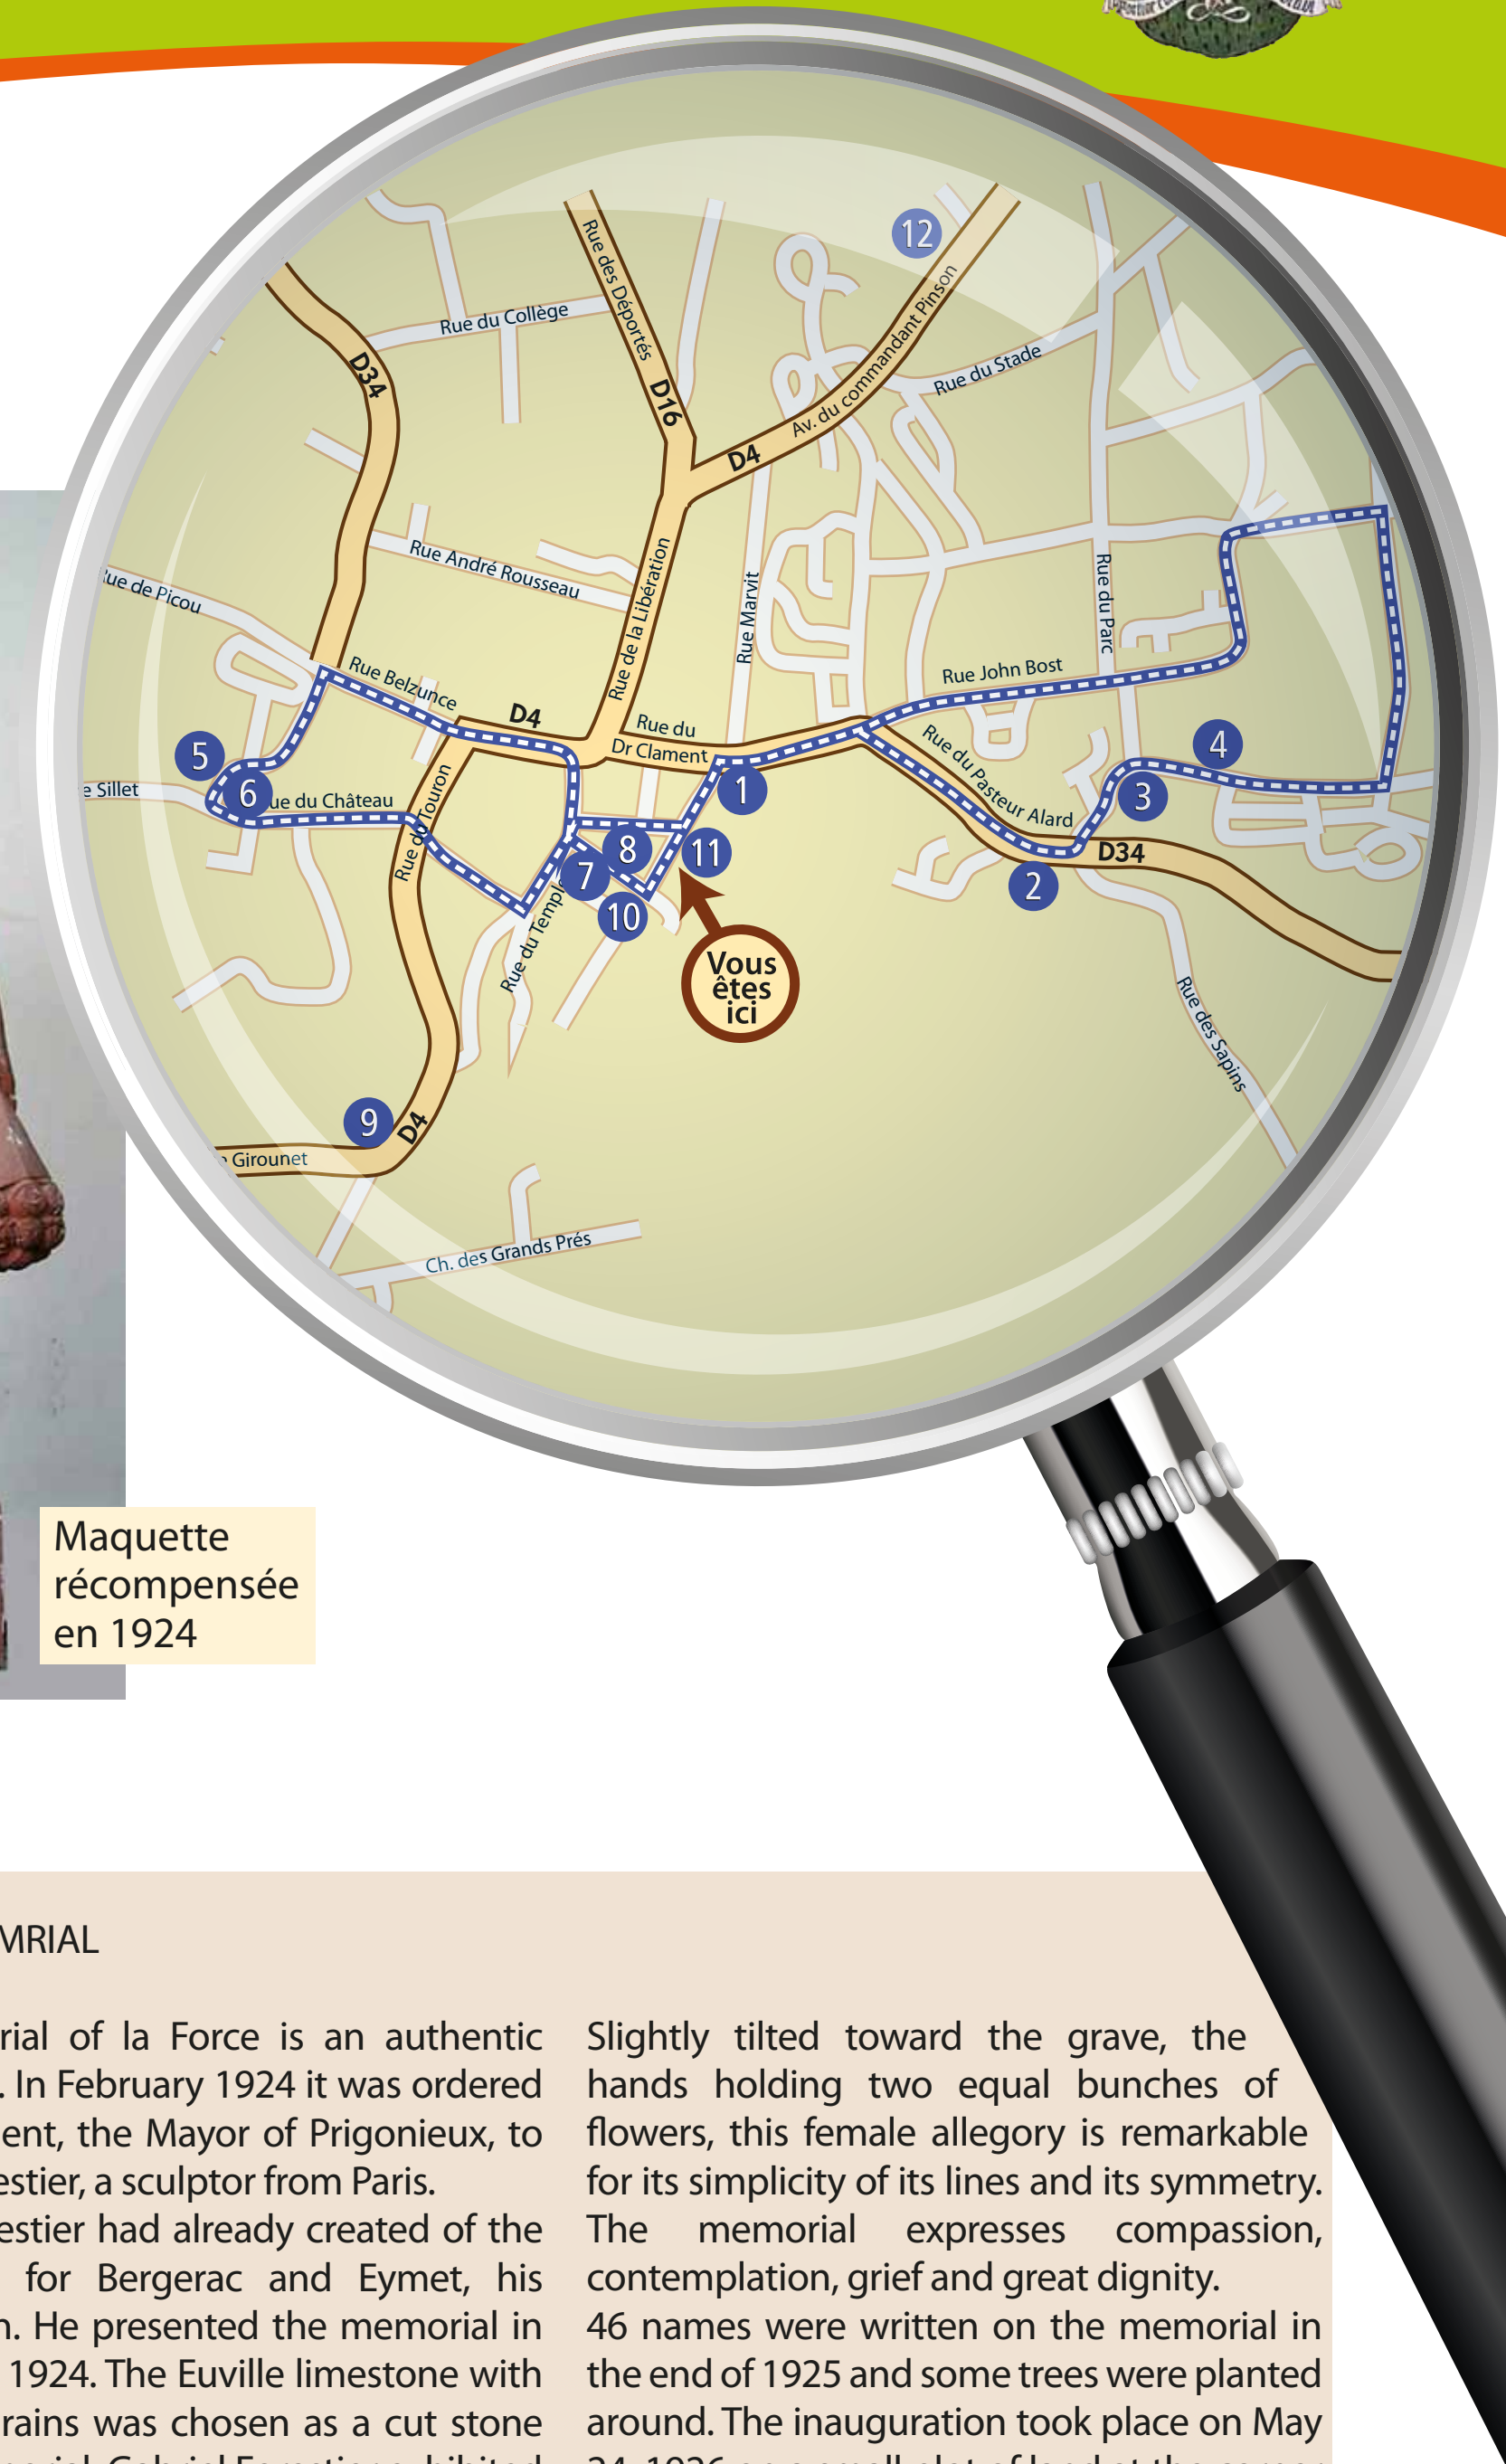 12
Rue des Déportés
Rue du Collège
D34
D16
Av. du commandant Pinson
Rue du Stade
D4
Rue André Rousseau
Rue de la Libération
Rue Marvit
Rue du Parc
de Picou
Rue Belzunce
D4
Rue John Bost
Rue du
Dr Clament
Rue du Pasteur Alard
5
4
Sillet
6
du Château
1
3
Rue du Touron
8
11
7
D34
2
10
Rue du Temple
Vous
êtes
ici
Rue des Sapins
9
D4
Girounet
Ch. des Grands Prés
Maquette
récompensée
en 1924
MRIAL
rial of la Force is an authentic
. In February 1924 it was ordered
ent, the Mayor of Prigonieux, to
estier, a sculptor from Paris.
estier had already created of the
for Bergerac and Eymet, his
n. He presented the memorial in
1924. The Euville limestone with
rains was chosen as a cut stone
Slightly tilted toward the grave, the
hands holding two equal bunches of
flowers, this female allegory is remarkable
for its simplicity of its lines and its symmetry.
The memorial expresses compassion,
contemplation, grief and great dignity.
46 names were written on the memorial in
the end of 1925 and some trees were planted
around. The inauguration took place on May